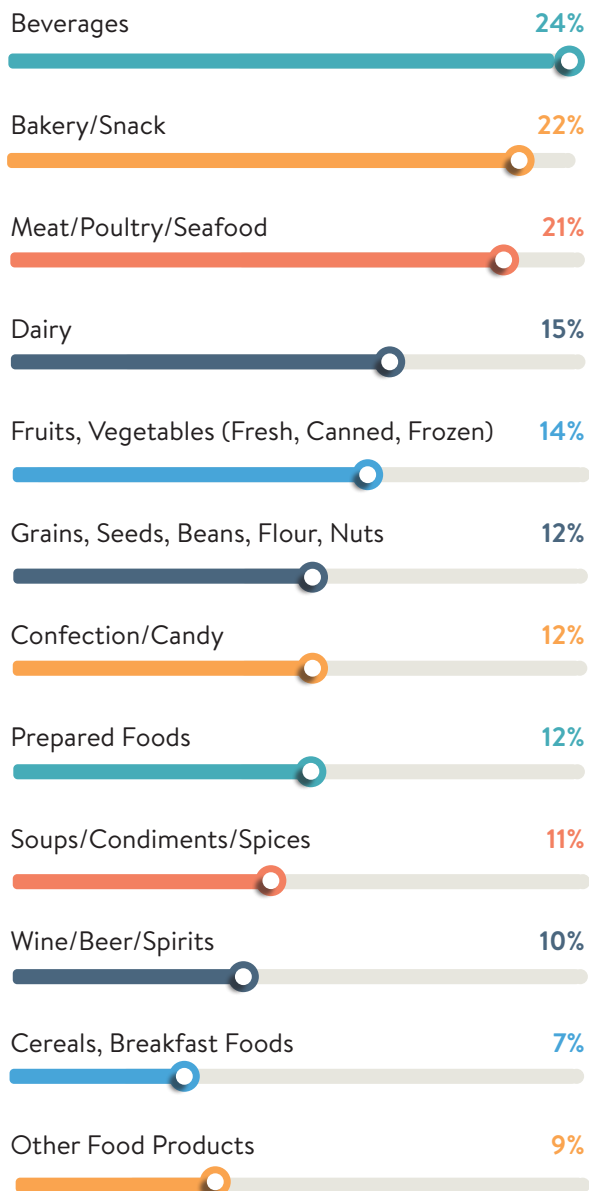 Beverages 24%
Bakery/Snack 22%
Meat/Poultry/Seafood 21%
Dairy 15%
Fruits, Vegetables (Fresh, Canned, Frozen) 14%
Grains, Seeds, Beans, Flour, Nuts 12%
Confection/Candy 12%
Prepared Foods 12%
Soups/Condiments/Spices 11%
Wine/Beer/Spirits 10%
Cereals, Breakfast Foods 7%
Other Food Products 9%